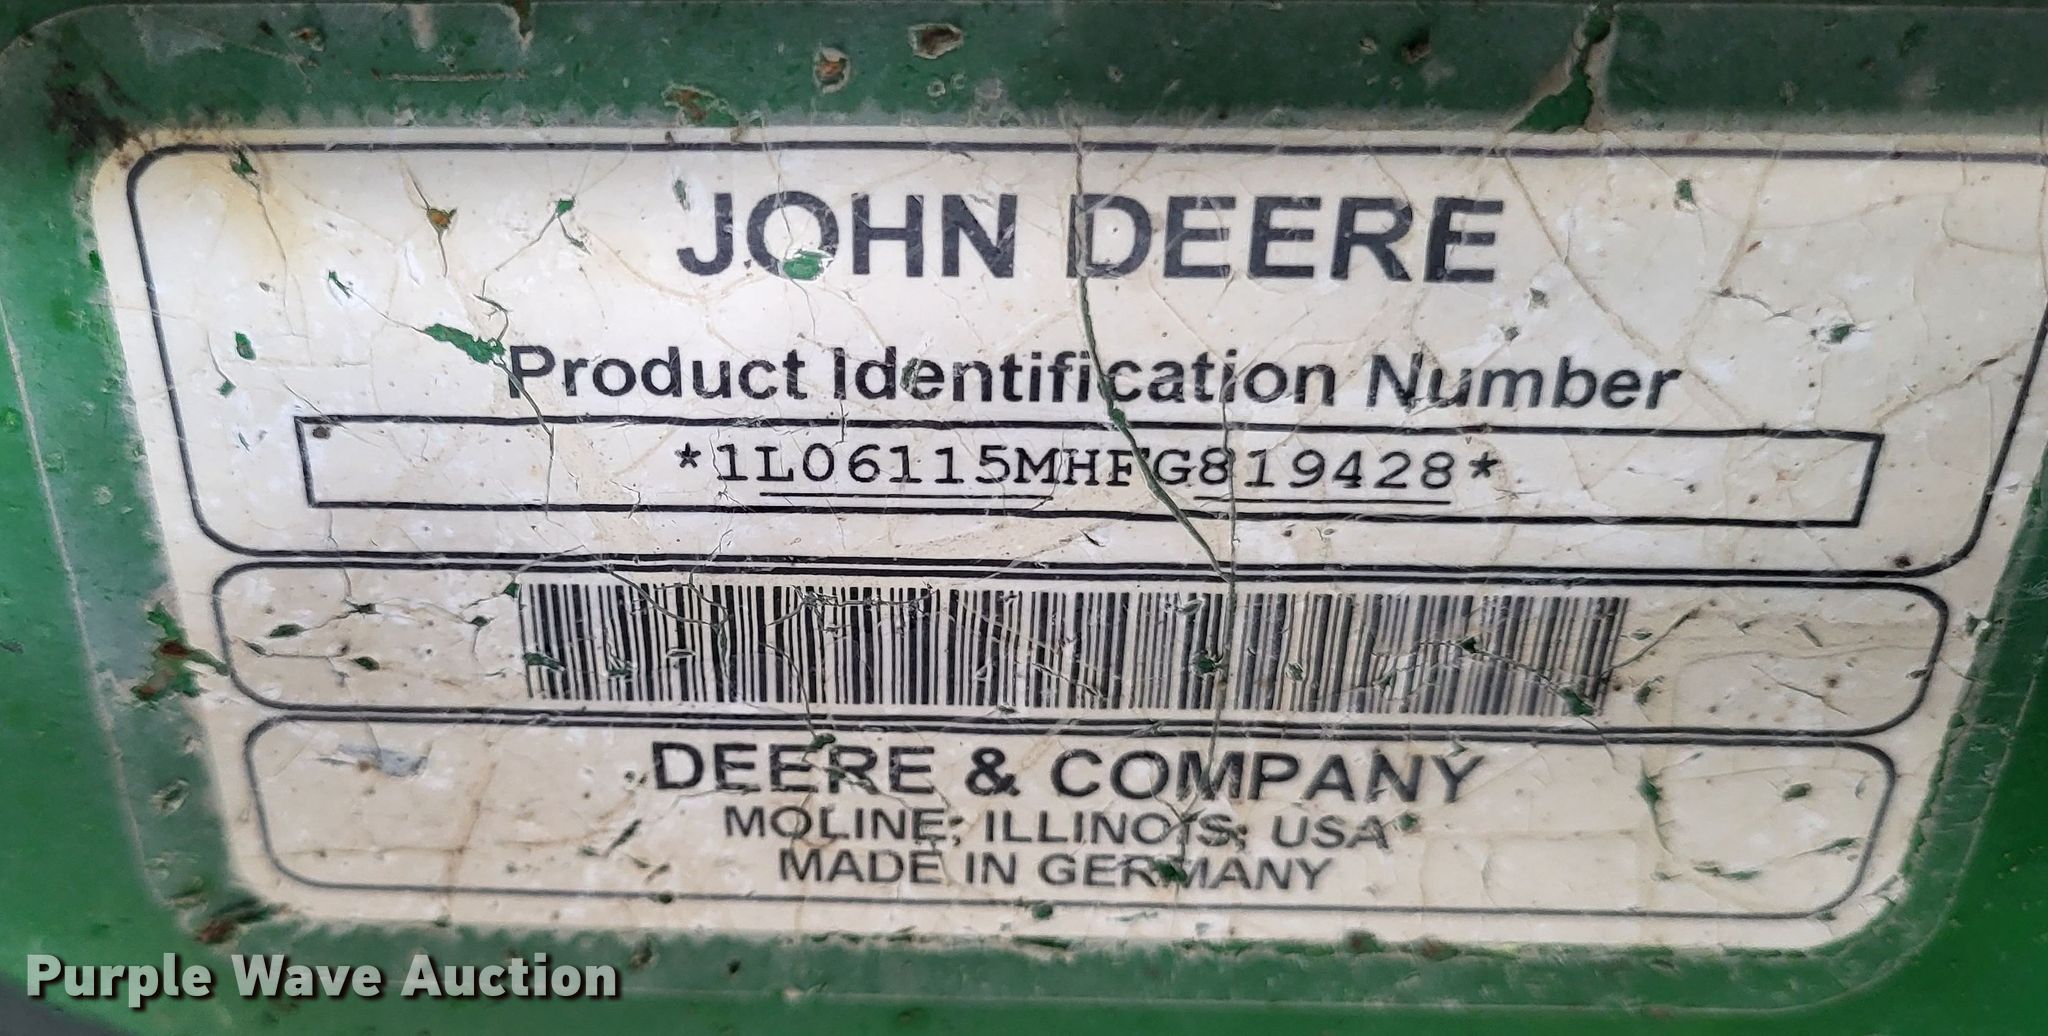 JOHN DEERE
Product Identification Number
*1L06115MHFG819428*
DEERE & COMPANY
MOLINE, ILLINOIS, USA
MADE IN GERMANY
Purple Wave Auction